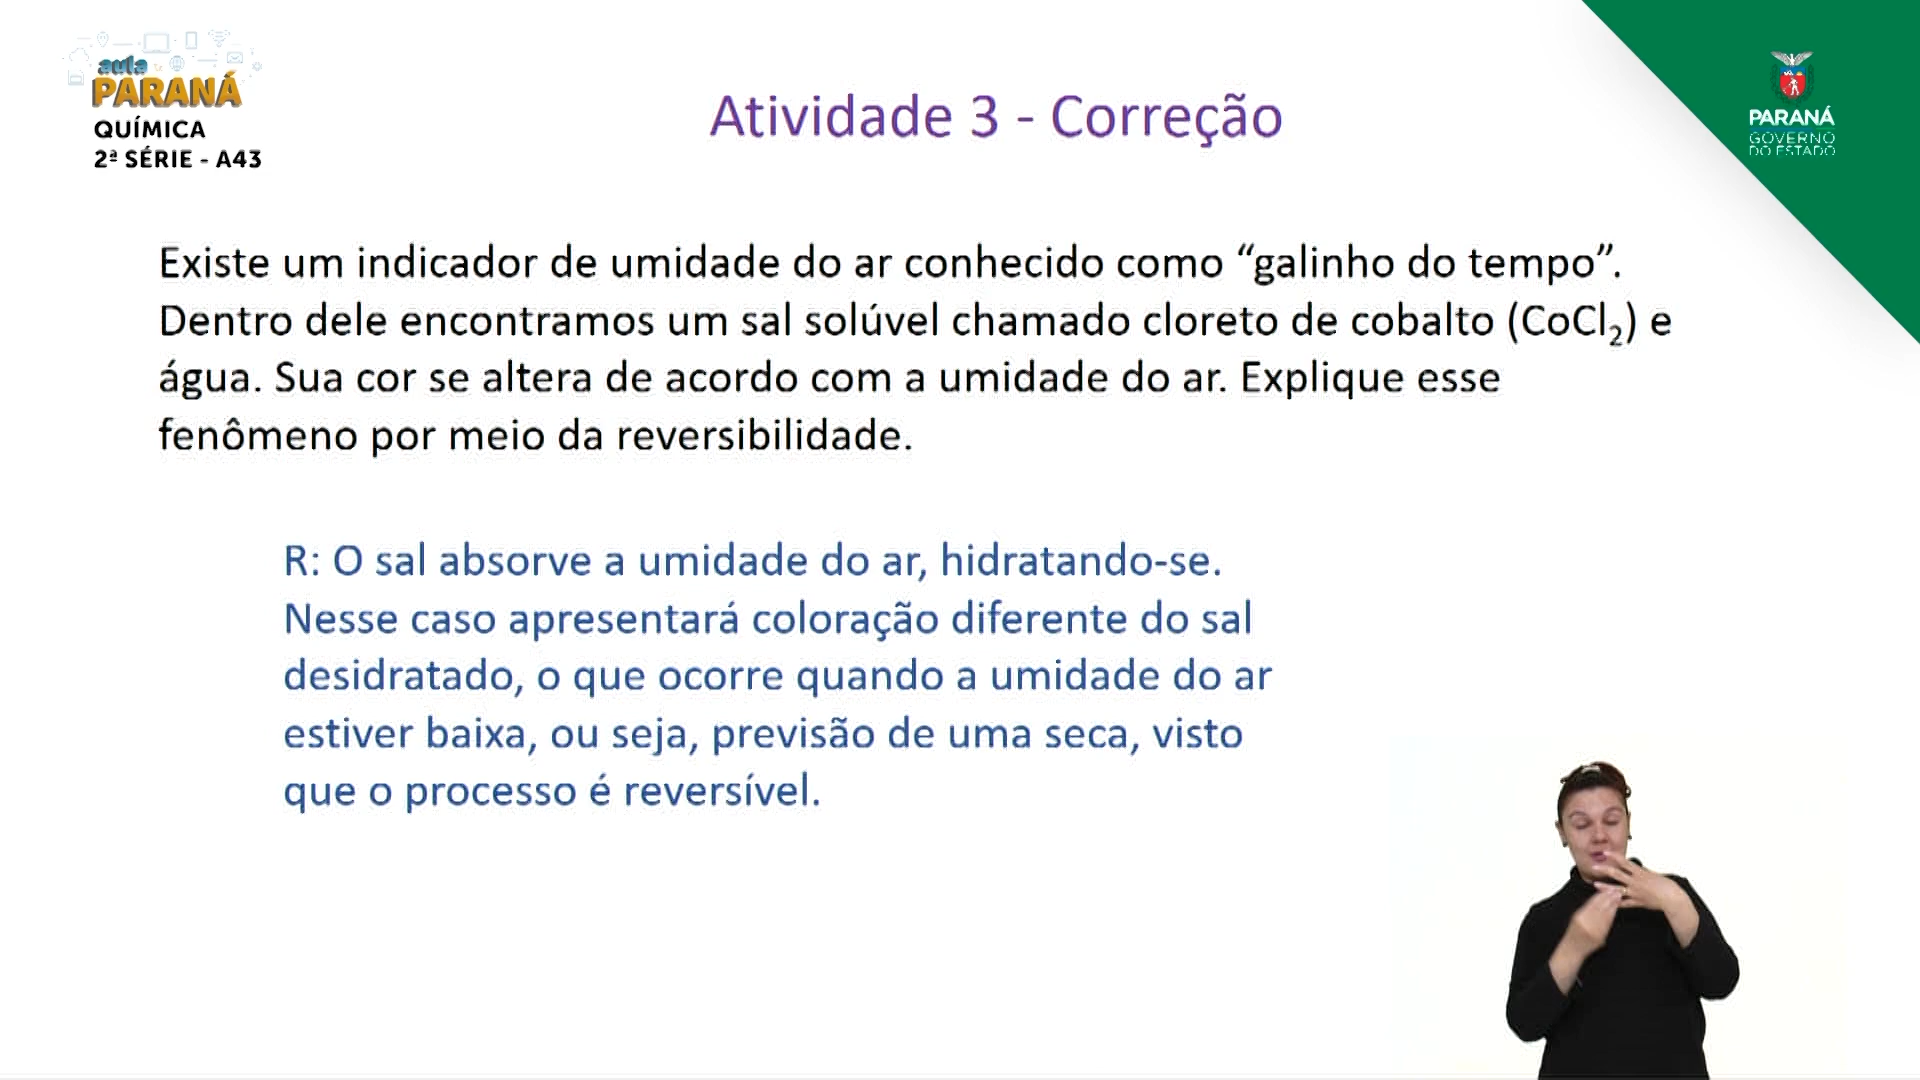 aula
PARANÁ
QUÍMICA
2ª SÉRIE - A43
PARANÁ
GOVERNO
DO ESTADO
Atividade 3 - Correção
Existe um indicador de umidade do ar conhecido como “galinho do tempo”.
Dentro dele encontramos um sal solúvel chamado cloreto de cobalto (CoCl₂) e
água. Sua cor se altera de acordo com a umidade do ar. Explique esse
fenômeno por meio da reversibilidade.
R: O sal absorve a umidade do ar, hidratando-se.
Nesse caso apresentará coloração diferente do sal
desidratado, o que ocorre quando a umidade do ar
estiver baixa, ou seja, previsão de uma seca, visto
que o processo é reversível.